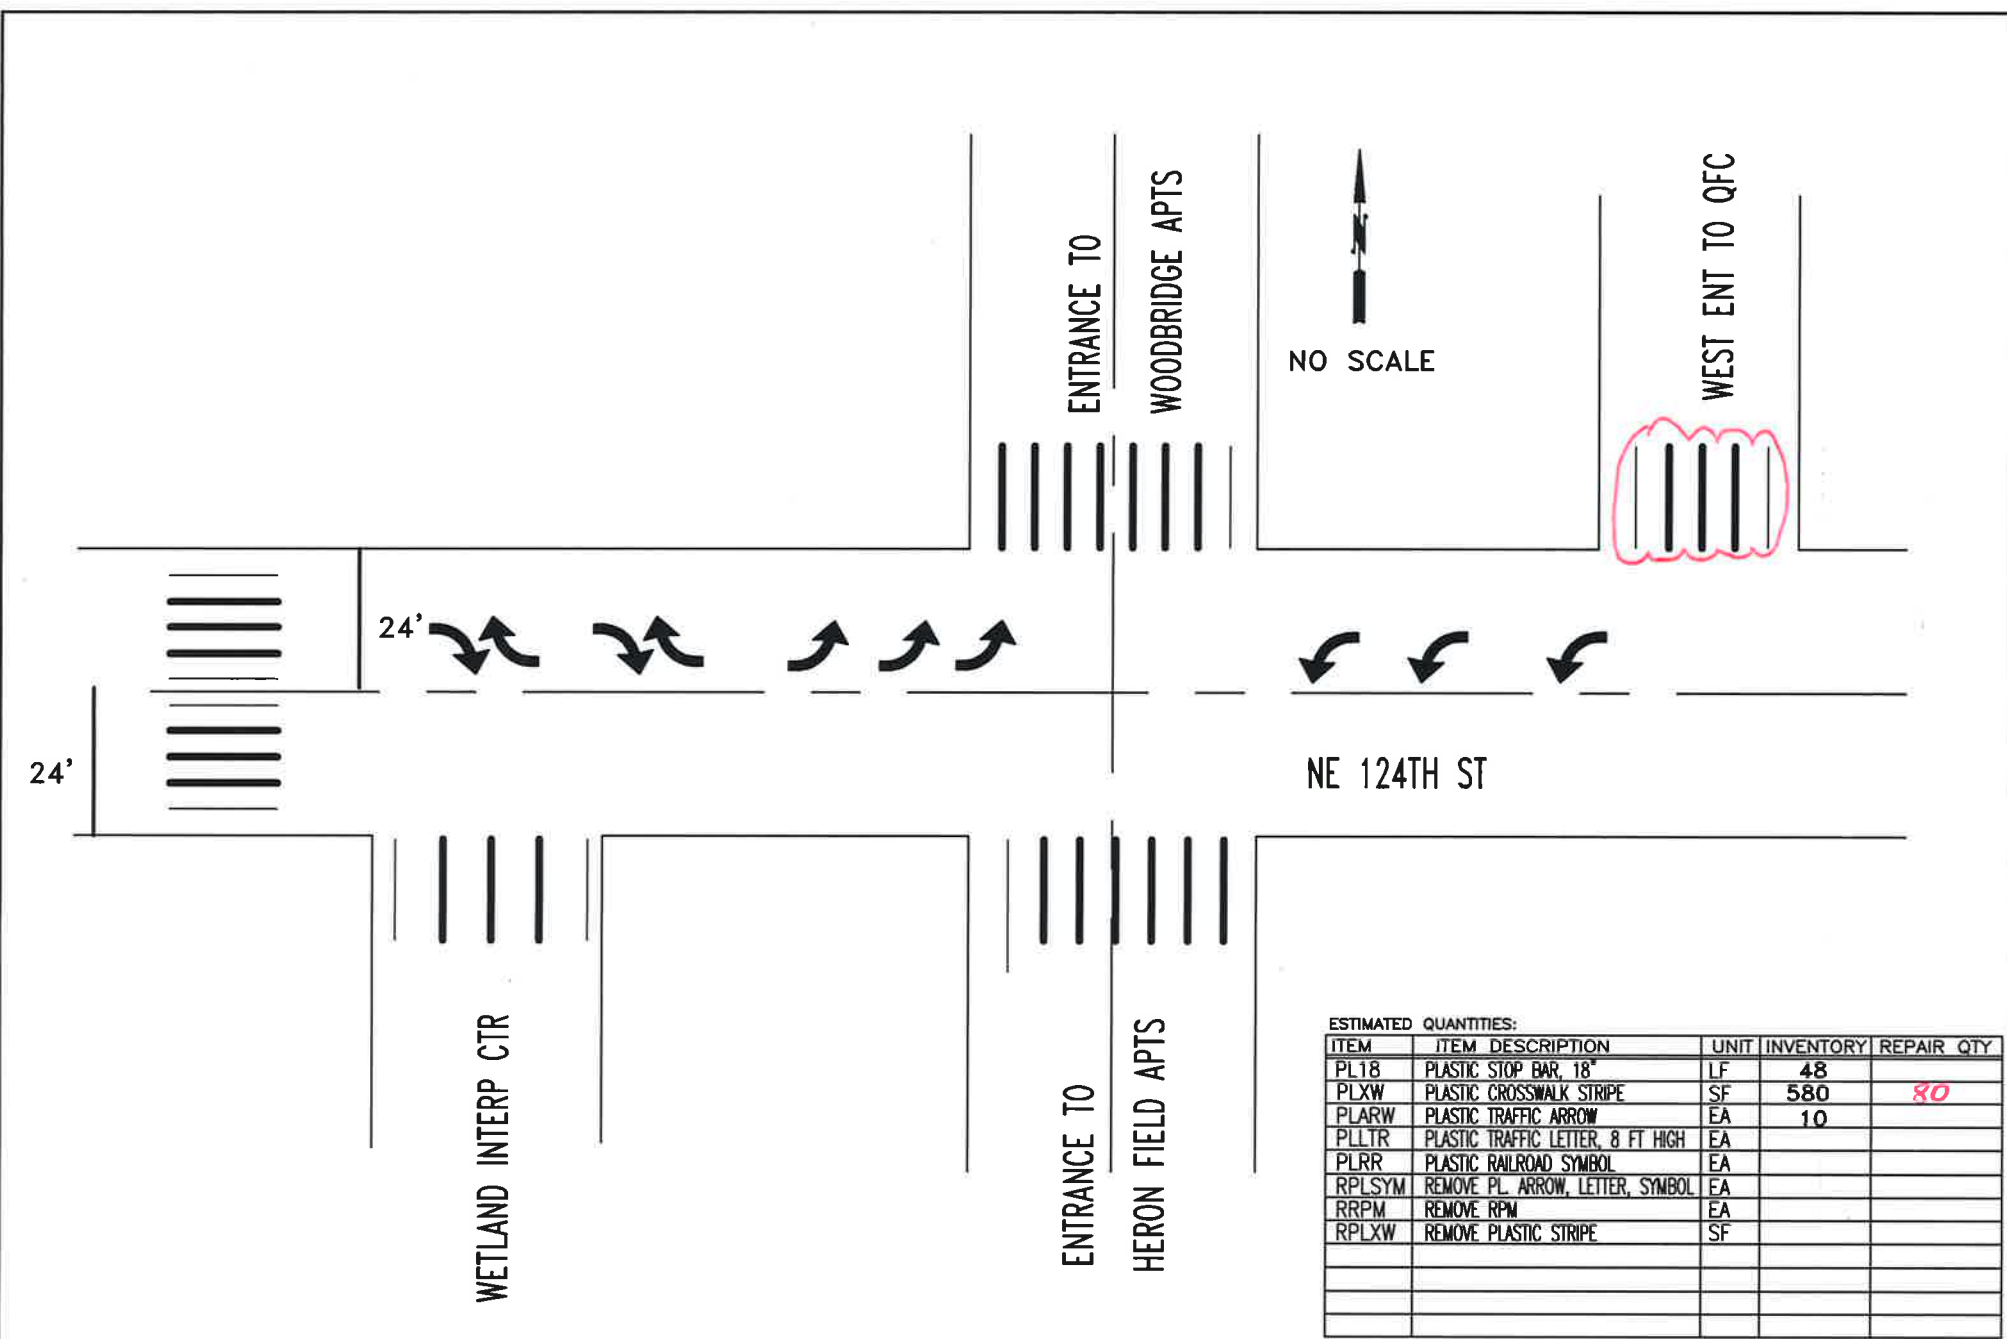 ENTRANCE TO
WOODBRIDGE APTS
N
NO SCALE
WEST ENT TO QFC
24'
24'
NE 124TH ST
WETLAND INTERP CTR
ENTRANCE TO
HERON FIELD APTS
ESTIMATED QUANTITIES:
ITEM ITEM DESCRIPTION UNIT INVENTORY REPAIR QTY
PL18 PLASTIC STOP BAR, 18" LF 48
PLXW PLASTIC CROSSWALK STRIPE SF 580 80
PLARW PLASTIC TRAFFIC ARROW EA 10
PLLTR PLASTIC TRAFFIC LETTER, 8 FT HIGH EA
PLRR PLASTIC RAILROAD SYMBOL EA
RPLSYM REMOVE PL ARROW, LETTER, SYMBOL EA
RRPM REMOVE RPM EA
RPLXW REMOVE PLASTIC STRIPE SF